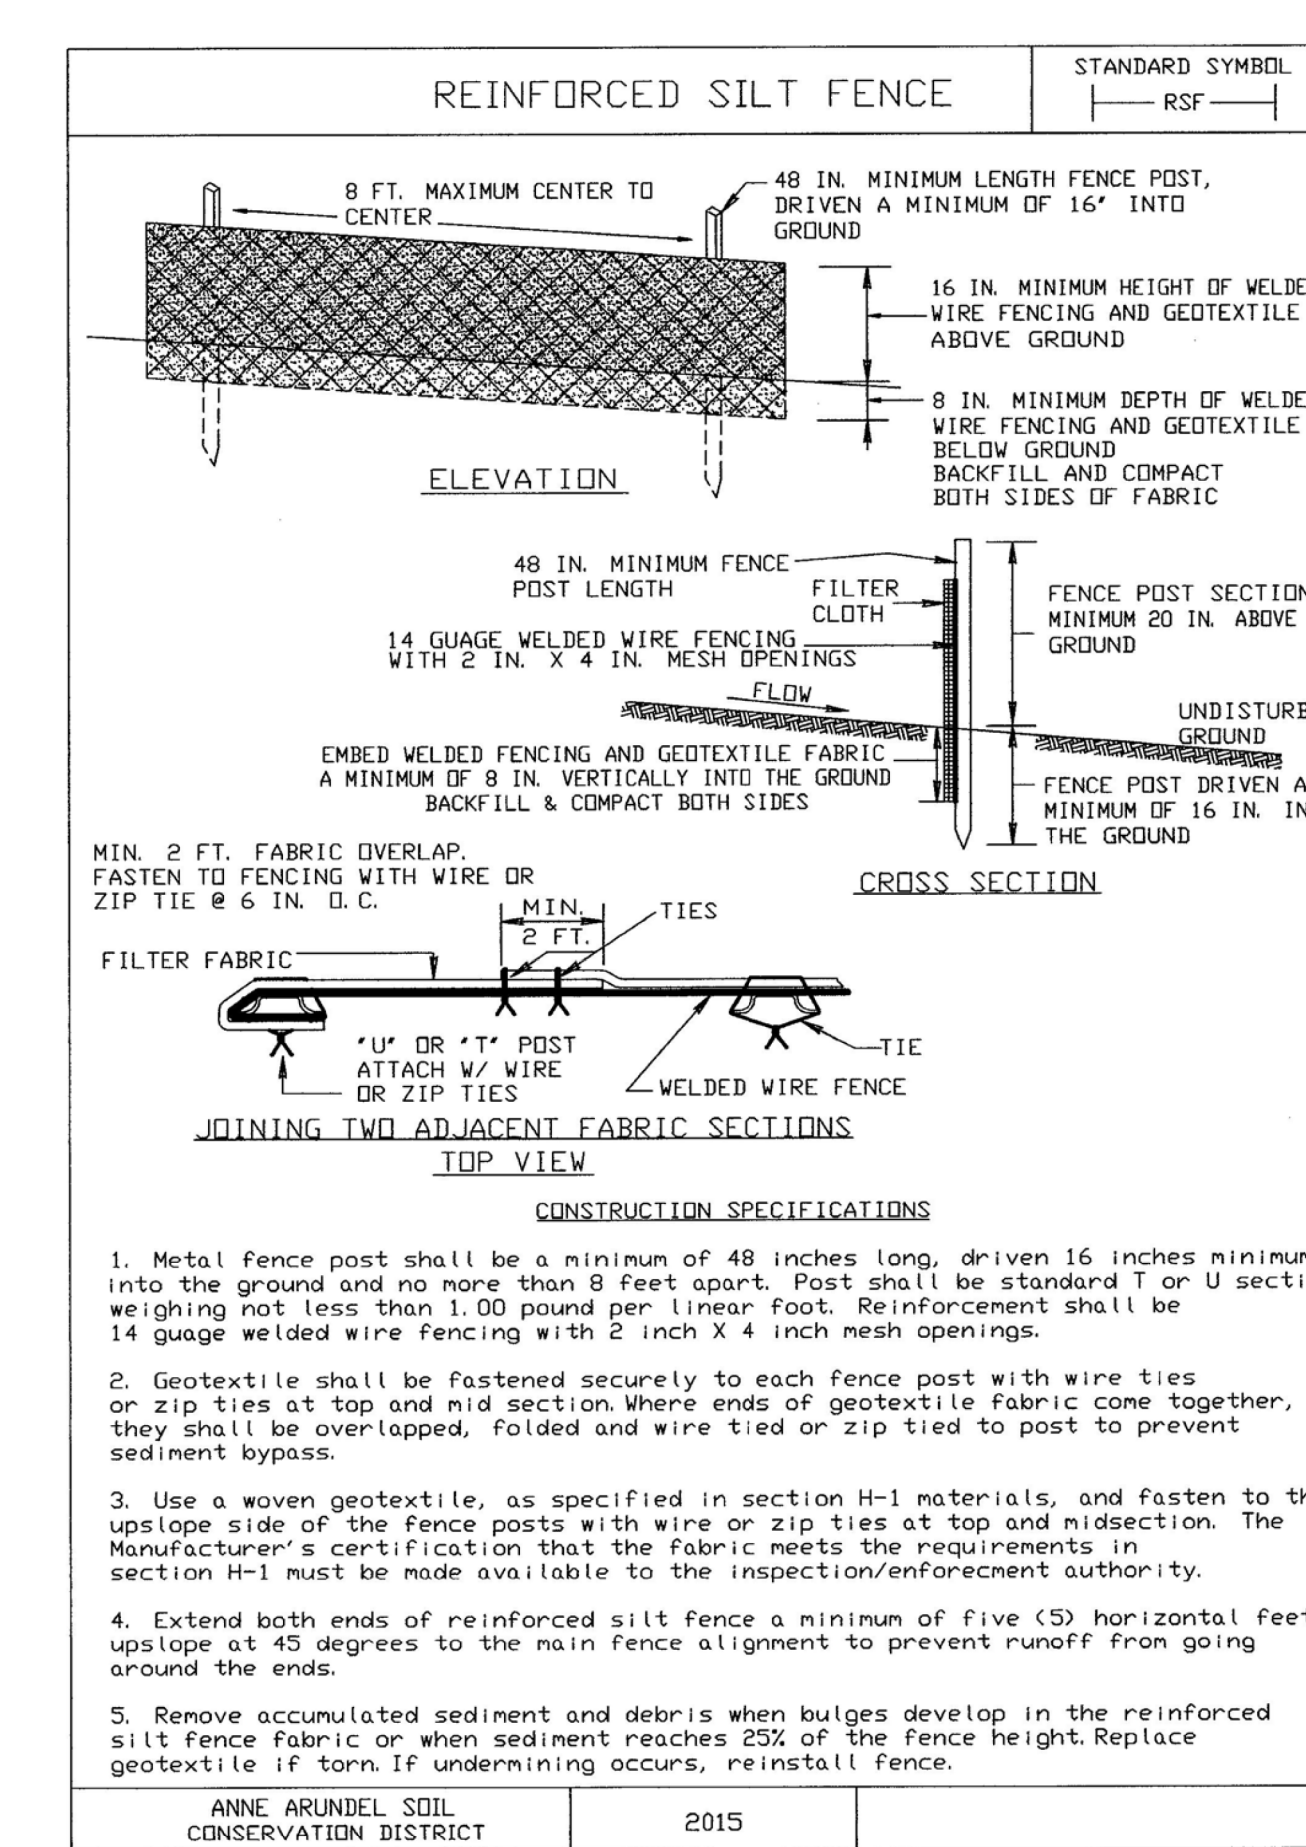 REINFORCED SILT FENCE
STANDARD SYMBOL
RSF
8 FT. MAXIMUM CENTER TO
CENTER
48 IN. MINIMUM LENGTH FENCE POST,
DRIVEN A MINIMUM OF 16" INTO
GROUND
16 IN. MINIMUM HEIGHT OF
WIRE FENCING AND GEOTEXTILE
ABOVE GROUND
8 IN. MINIMUM DEPTH OF
WIRE FENCING AND GEOTEXTILE
BELOW GROUND
BACKFILL AND COMPACT
BOTH SIDES OF FABRIC
ELEVATION
48 IN. MINIMUM FENCE
POST LENGTH
FILTER
CLOTH
14 GUAGE WELDED WIRE FENCING
WITH 2 IN. X 4 IN. MESH OPENINGS
FLOW
FENCE POST SECTION
MINIMUM 20 IN. ABOVE
GROUND
GROUND
EMBED WELDED FENCING AND GEOTEXTILE FABRIC
A MINIMUM OF 8 IN. VERTICALLY INTO THE GROUND
BACKFILL & COMPACT BOTH SIDES
FENCE POST DRIVEN A
MINIMUM OF 16 IN.
THE GROUND
CROSS SECTION
MIN. 2 FT. FABRIC OVERLAP.
FASTEN TO FENCING WITH WIRE OR
ZIP TIE @ 6 IN. O.C.
MIN.
2 FT.
TIES
FILTER FABRIC
"U" OR "T" POST
ATTACH W/ WIRE
OR ZIP TIES
TIE
WELDED WIRE FENCE
JOINING TWO ADJACENT FABRIC SECTIONS
TOP VIEW
CONSTRUCTION SPECIFICATIONS
1. Metal fence post shall be a minimum of 48 inches long, driven 16 inches minimum
into the ground and no more than 8 feet apart. Post shall be standard T or U
weighing not less than 1.00 pound per linear foot. Reinforcement shall be
14 guage welded wire fencing with 2 inch X 4 inch mesh openings.
2. Geotextile shall be fastened securely to each fence post with wire ties
or zip ties at top and mid section. Where ends of geotextile fabric come together,
they shall be overlapped, folded and wire tied or zip tied to post to prevent
sediment bypass.
3. Use a woven geotextile, as specified in section H-1 materials, and fasten to
upslope side of the fence posts with wire or zip ties at top and midsection. The
Manufacturer's certification that the fabric meets the requirements in
section H-1 must be made available to the inspection/enforecment authority.
4. Extend both ends of reinforced silt fence a minimum of five (5) horizontal feet
upslope at 45 degrees to the main fence alignment to prevent runoff from going
around the ends.
5. Remove accumulated sediment and debris when bulges develop in the reinforced
silt fence fabric or when sediment reaches 25% of the fence height. Replace
geotextile if torn. If undermining occurs, reinstall fence.
ANNE ARUNDEL SOIL
CONSERVATION DISTRICT
2015